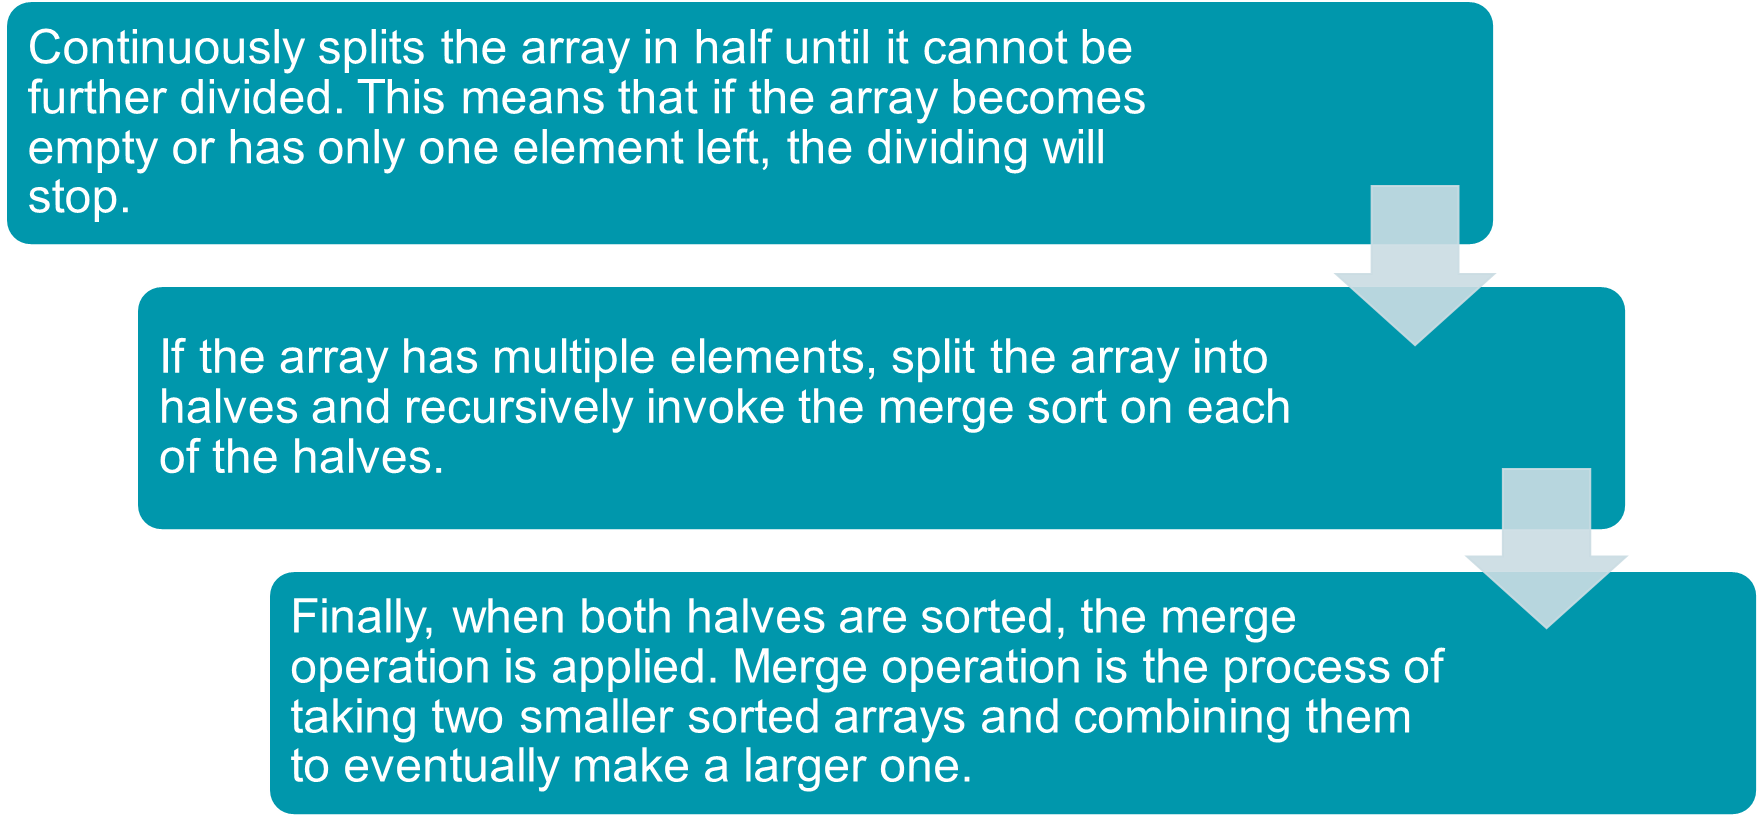 Continuously splits the array in half until it cannot be
further divided. This means that if the array becomes
empty or has only one element left, the dividing will
stop.
If the array has multiple elements, split the array into
halves and recursively invoke the merge sort on each
of the halves.
Finally, when both halves are sorted, the merge
operation is applied. Merge operation is the process of
taking two smaller sorted arrays and combining them
to eventually make a larger one.